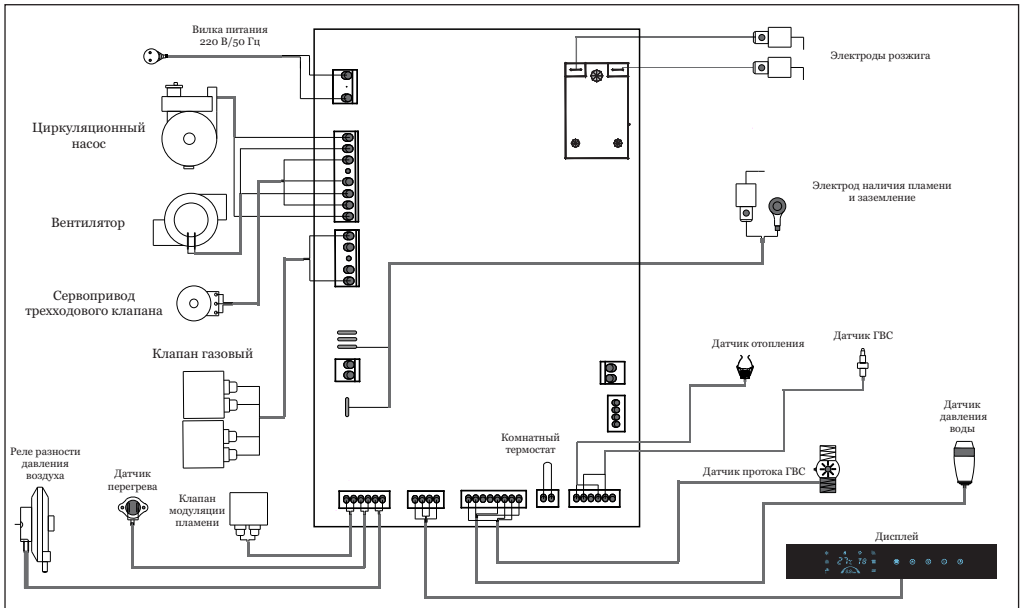 Вилка питания
220 В/50 Гц
Электроды розжига
Циркуляционный
насос
Электрод наличия пламени
и заземление
Вентилятор
Сервопривод
трехходового клапана
Клапан газовый
Датчик отопления
Датчик ГВС
Датчик
давления
воды
Комнатный
термостат
Реле разности
давления
воздуха
Датчик
перегрева
Датчик протока ГВС
Клапан
модуляции
пламени
Дисплей